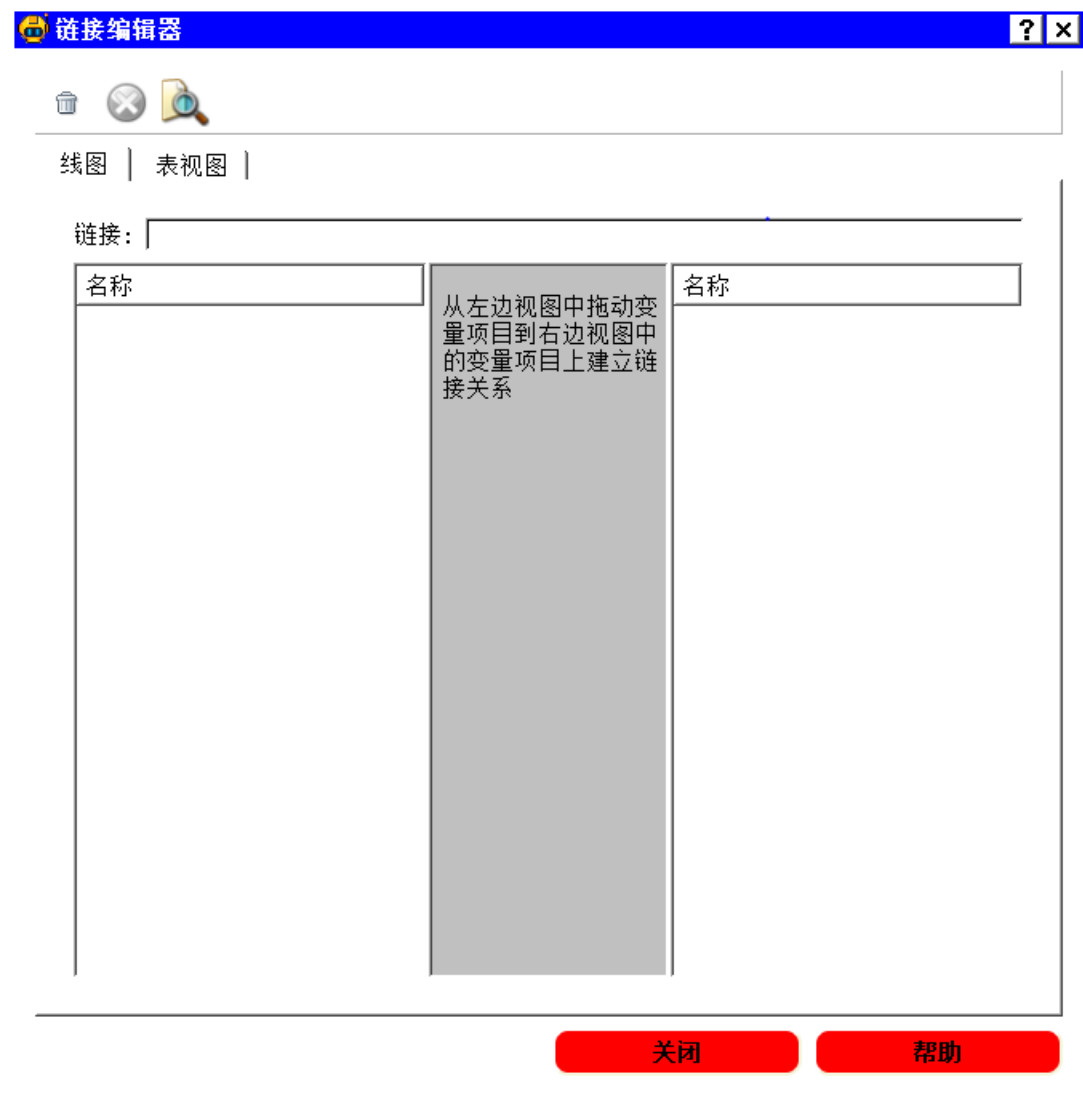 链接编辑器
线图 表视图
链接:
名称
从左边视图中拖动变
量项目到右边视图中
的变量项目上建立链
接关系
名称
关闭 帮助